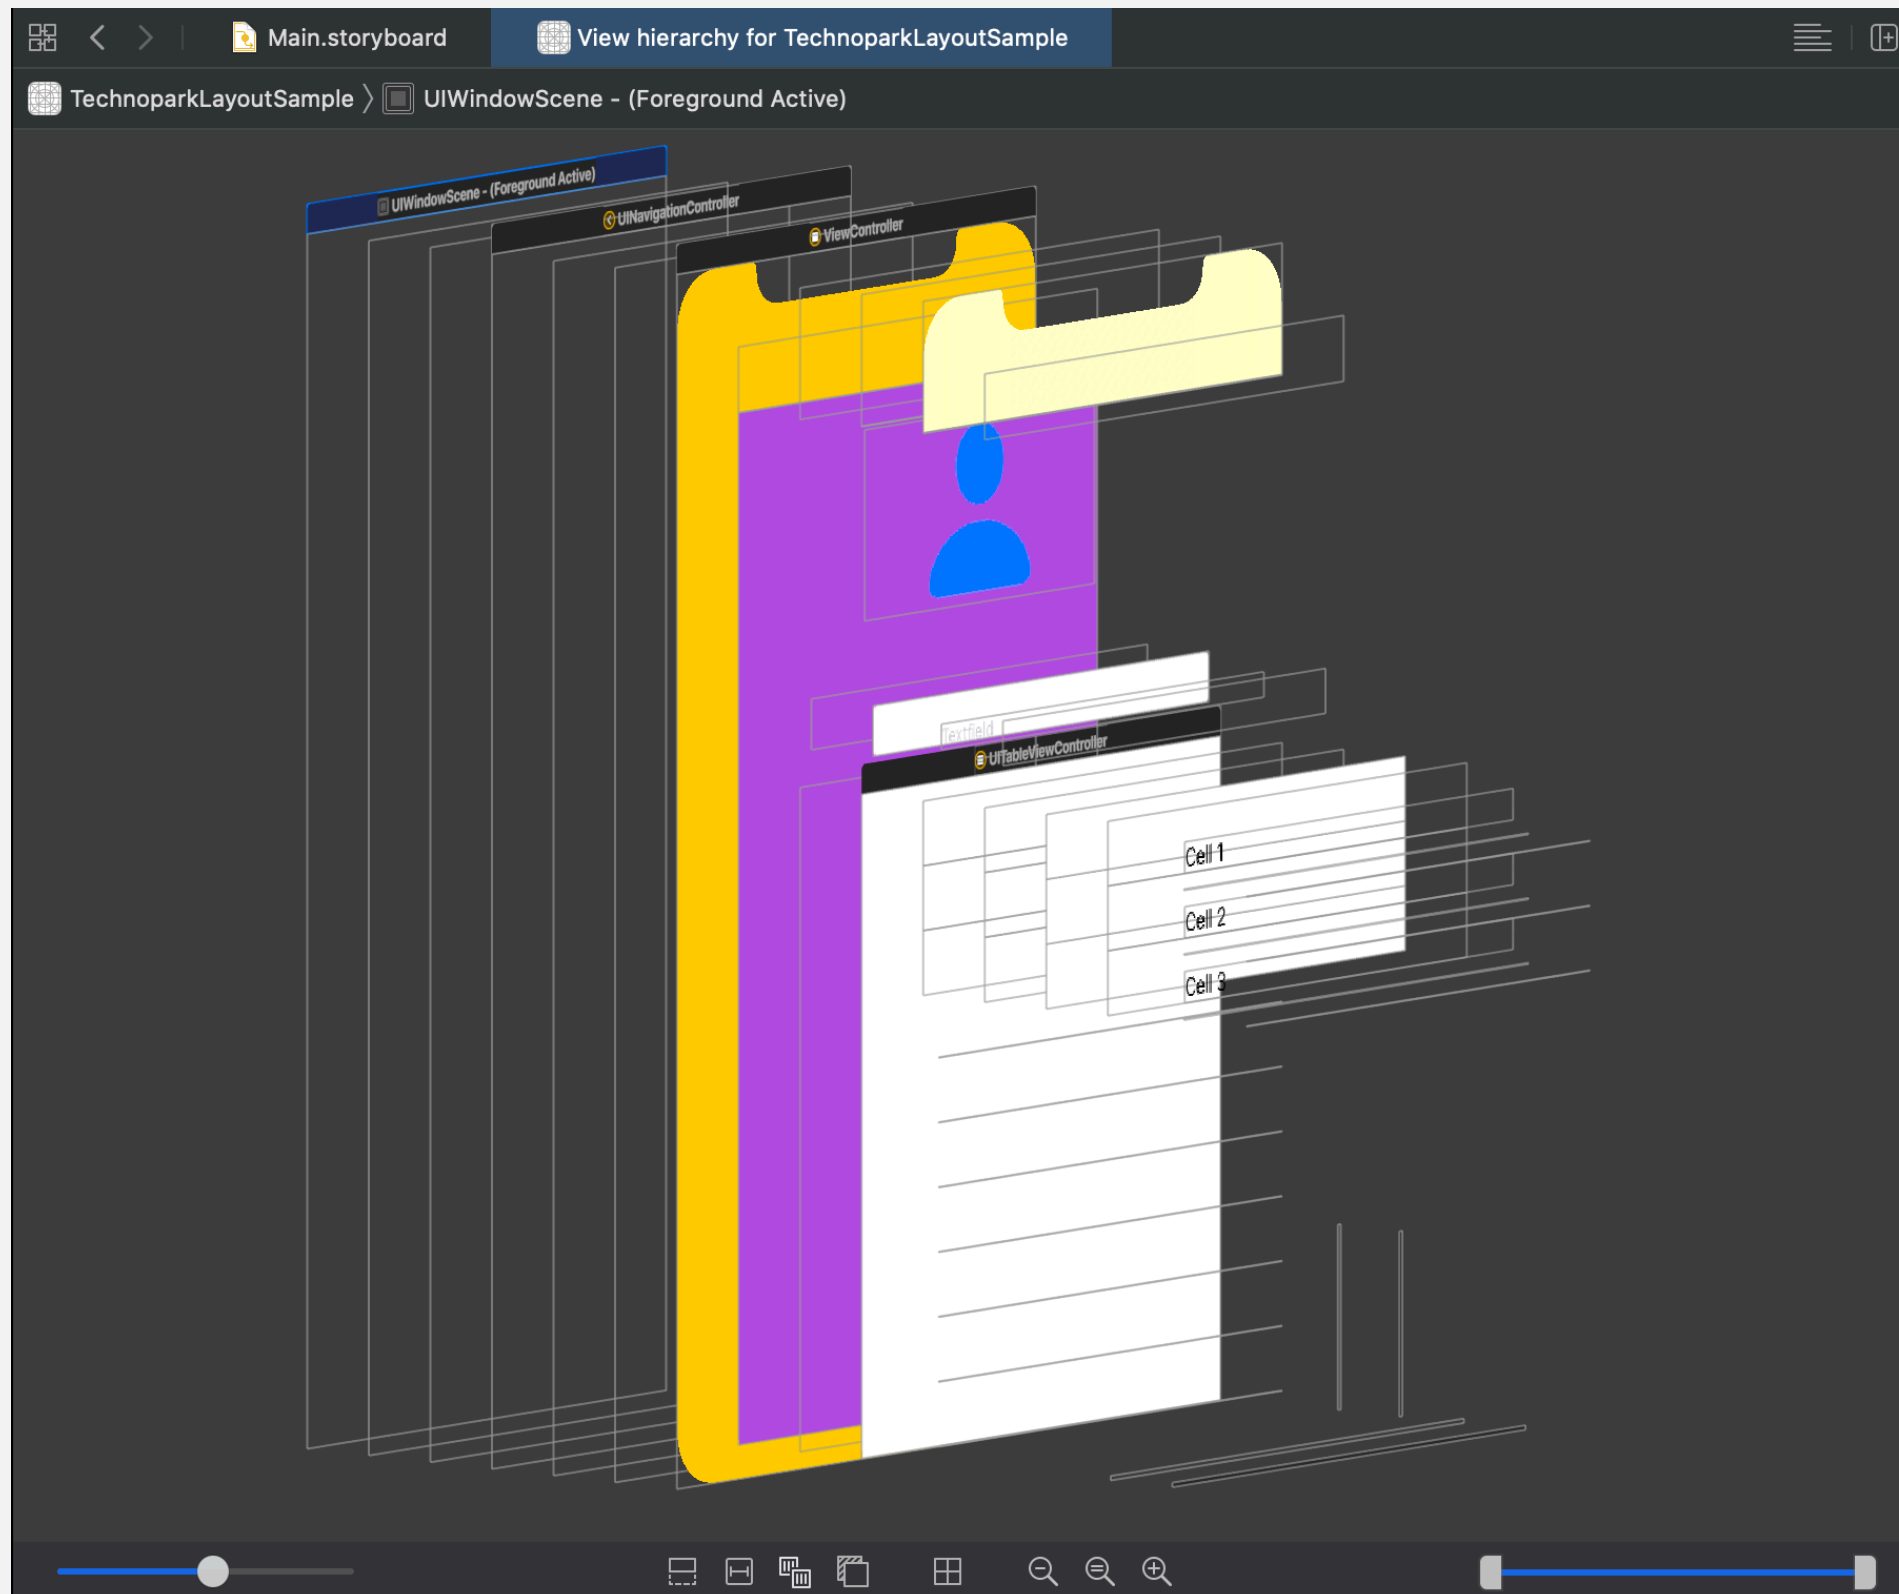 Main.storyboard
View hierarchy for TechnoparkLayoutSample
TechnoparkLayoutSample
UIWindowScene - (Foreground Active)
UIWindowScene - (Foreground Active)
UINavigationController
ViewController
Textfield
UITableViewController
Cell 1
Cell 2
Cell 3